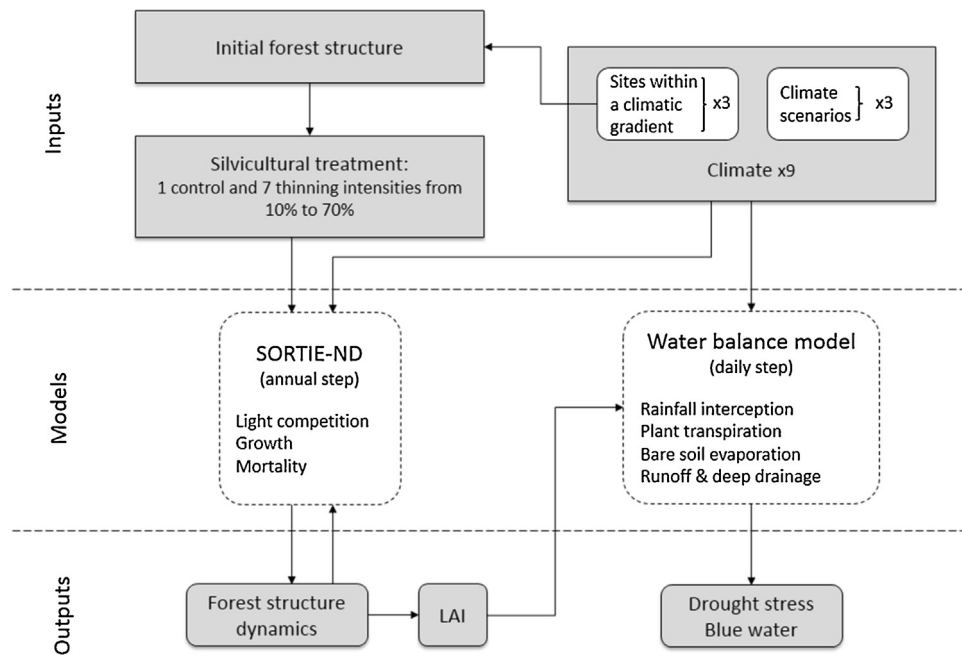 Inputs
Initial forest structure
Silvicultural treatment:
1 control and 7 thinning intensities from
10% to 70%
Sites within
a climatic
gradient
x3
Climate
scenarios
x3
Climate x9
Models
SORTIE-ND
(annual step)
Light competition
Growth
Mortality
Water balance model
(daily step)
Rainfall interception
Plant transpiration
Bare soil evaporation
Runoff & deep drainage
Outputs
Forest structure
dynamics
LAI
Drought stress
Blue water